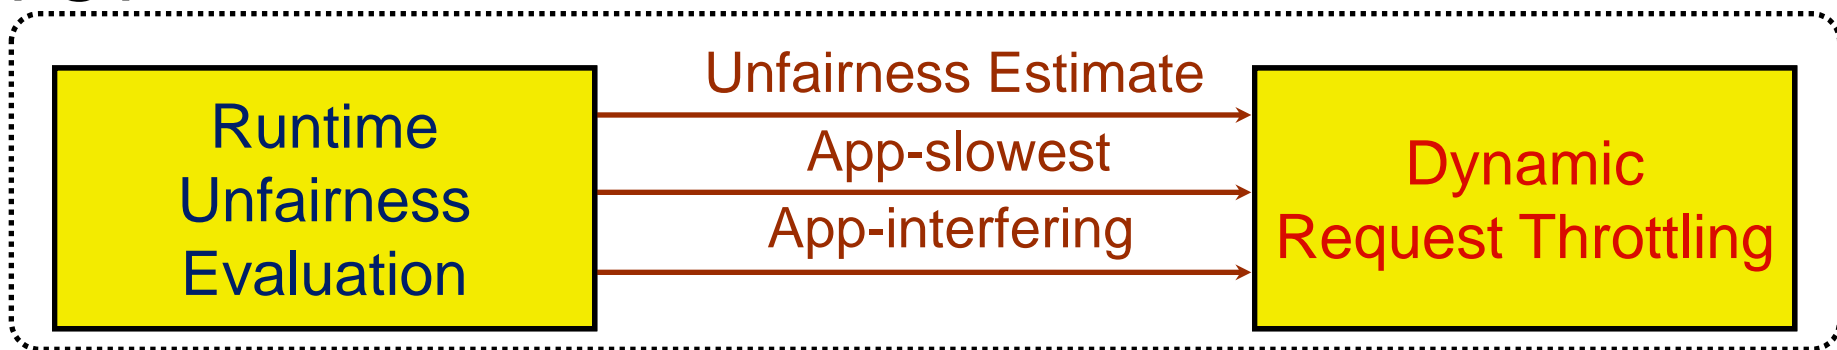 Runtime
Unfairness
Evaluation
Unfairness Estimate
App-slowest
App-interfering
Dynamic
Request Throttling